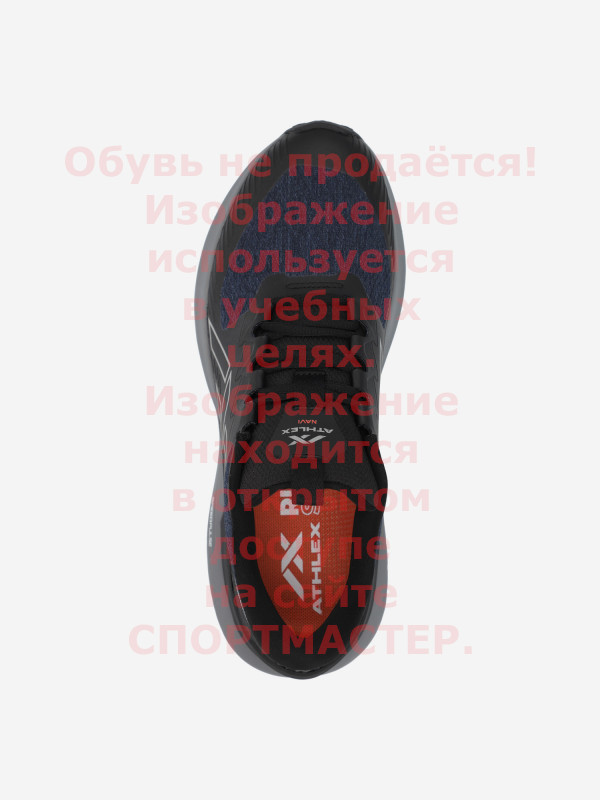 Обувь не продаётся!
Изображение
используется
в учебных
целях.
Изображение
находится
в открытом
доступе
на сайте
СПОРТМАСТЕР.
ATHLEX
NAVI
ATHLEX